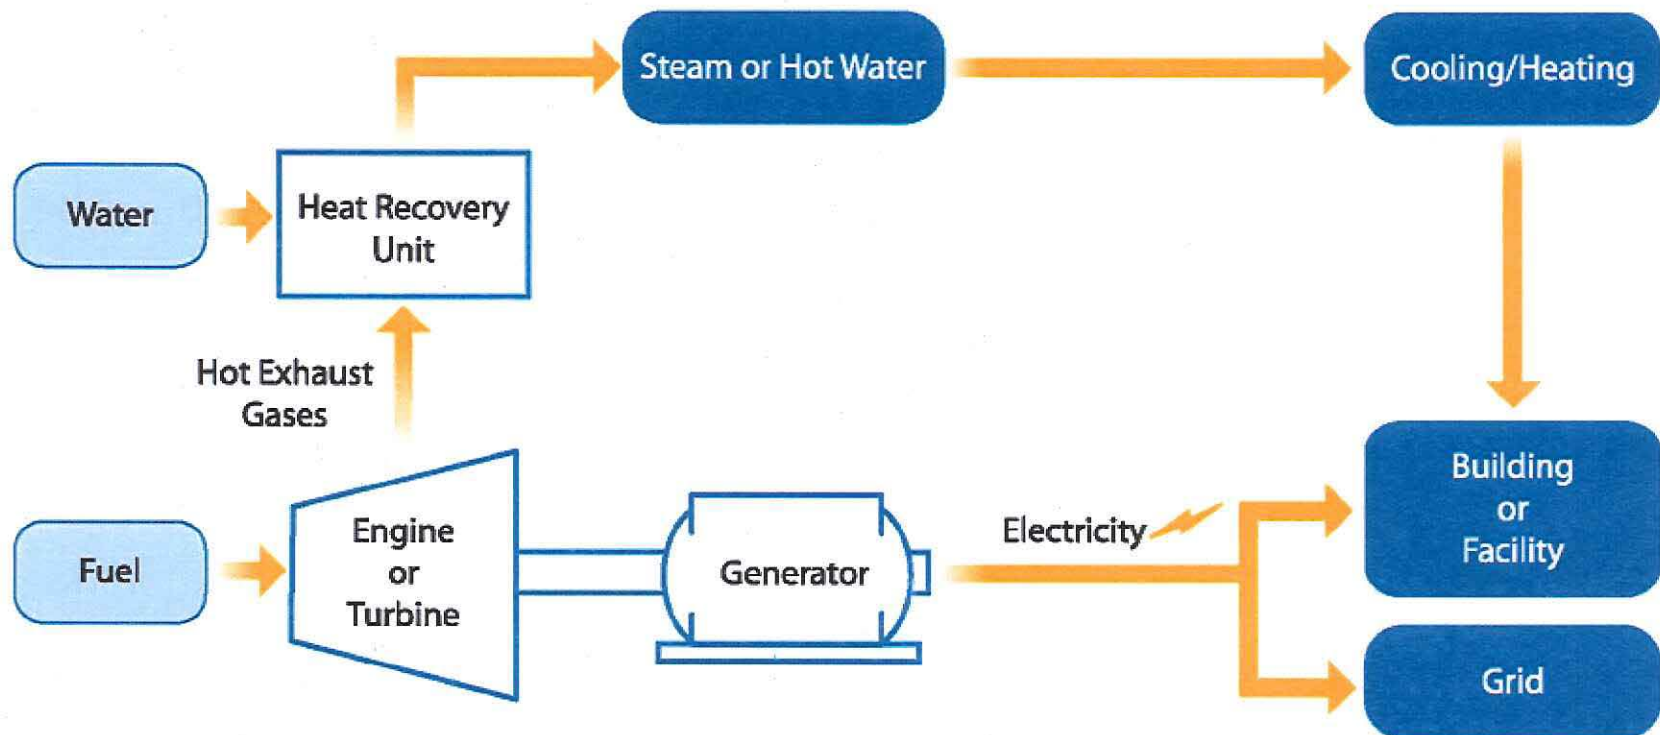 Steam or Hot Water
Cooling/Heating
Water
Heat Recovery
Unit
Hot Exhaust
Gases
Fuel
Engine
or
Turbine
Generator
Electricity
Building
or
Facility
Grid